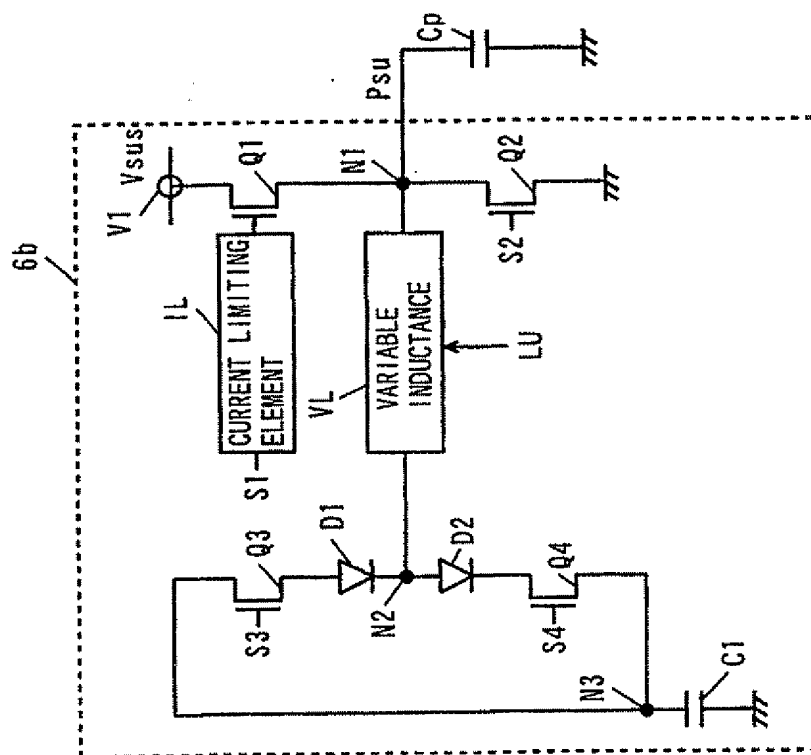 6b
V1
Vsus
IL
CURRENT LIMITING
ELEMENT
S1
Q1
N1
Psu
Cp
VL
VARIABLE
INDUCTANCE
LU
S2
Q2
S3
Q3
D1
N2
D2
S4
Q4
N3
C1